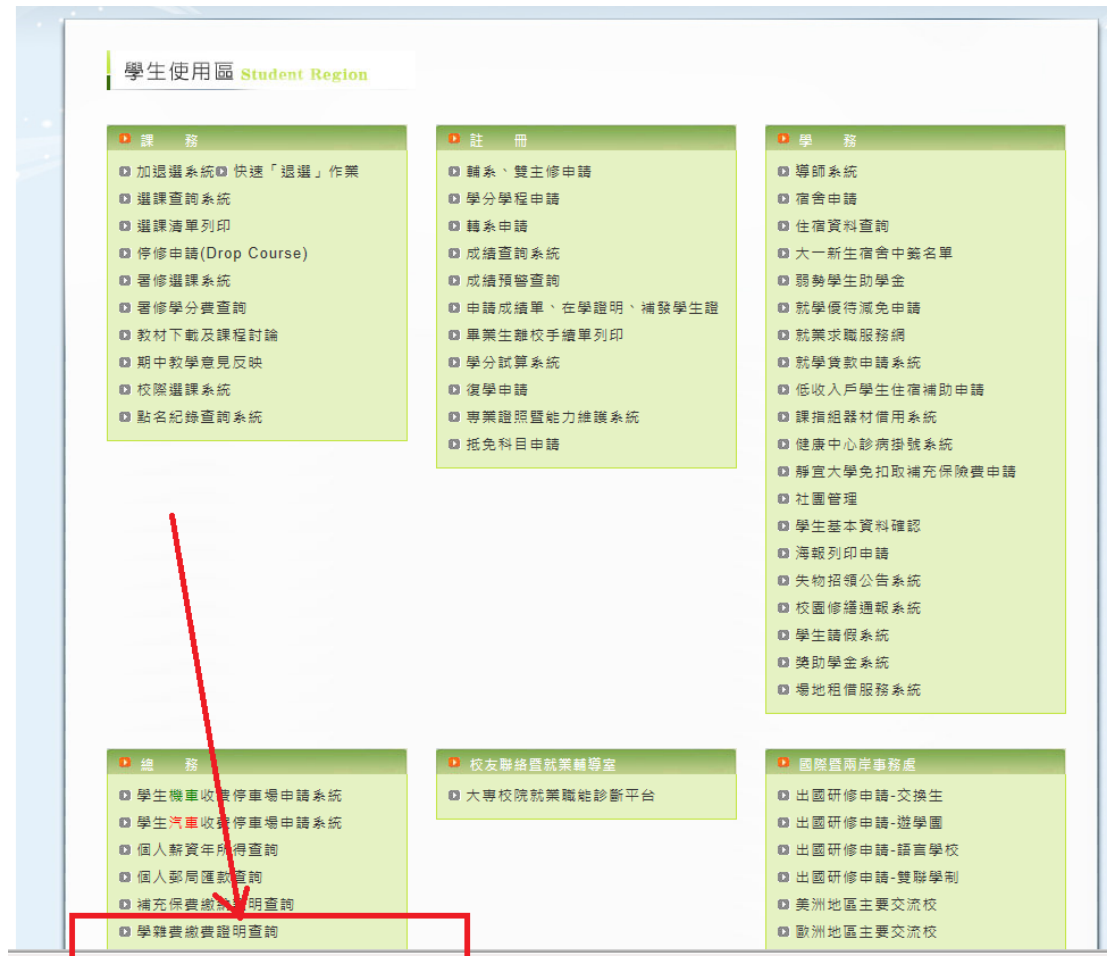 學生使用區 Student Region
課 務
加退選系統 快速「退選」作業
選課查詢系統
選課清單列印
停修申請(Drop Course)
暑修選課系統
暑修學分費查詢
教材下載及課程討論
期中教學意見反映
校際選課系統
點名紀錄查詢系統
註 冊
輔系、雙主修申請
學分學程申請
轉系申請
成績查詢系統
成績預警查詢
申請成績單、在學證明、補發學生證
畢業生離校手續單列印
學分試算系統
復學申請
專業證照暨能力維護系統
抵免科目申請
學 務
導師系統
宿舍申請
住宿資料查詢
大一新生宿舍中籤名單
弱勢學生助學金
就學優待減免申請
就業求職服務網
就學貸款申請系統
低收入戶學生住宿補助申請
課指組器材借用系統
健康中心診病掛號系統
靜宜大學免扣取補充保險費申請
社團管理
學生基本資料確認
海報列印申請
失物招領公告系統
校園修繕通報系統
學生請假系統
獎助學金系統
場地租借服務系統
總 務
學生機車收費停車場申請系統
學生汽車收費停車場申請系統
個人薪資年所得查詢
個人郵局匯款查詢
補充保費繳納證明查詢
學雜費繳費證明查詢
校友聯絡暨就業輔導室
大專校院就業職能診斷平台
國際暨兩岸事務處
出國研修申請-交換生
出國研修申請-遊學團
出國研修申請-語言學校
出國研修申請-雙聯學制
美洲地區主要交流校
歐洲地區主要交流校